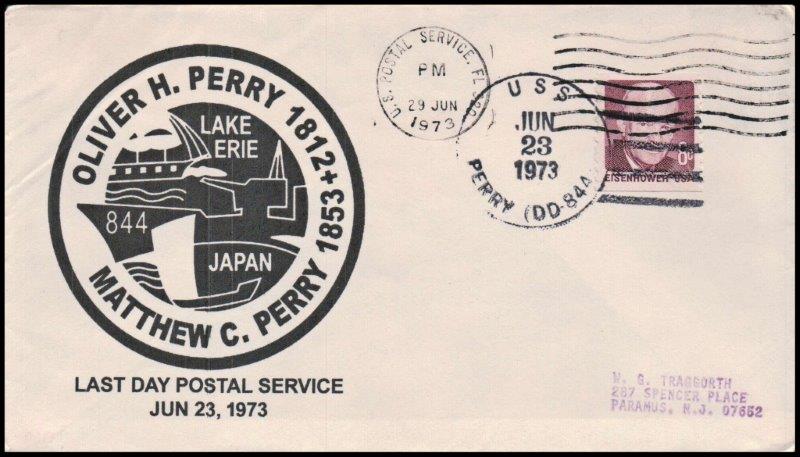 OLIVER H. PERRY 1812+
MATTHEW C. PERRY 1853
LAKE
ERIE
844
JAPAN
LAST DAY POSTAL SERVICE
JUN 23, 1973
U.S. POSTAL SERVICE, FL
PM
29 JUN
1973
USS
JUN
23
1973
PERRY (DD-844
8c
EISENHOWER·USA
W. G. TRAGGORTH
287 SPENCER PLACE
PARAMUS, N.J. 07652